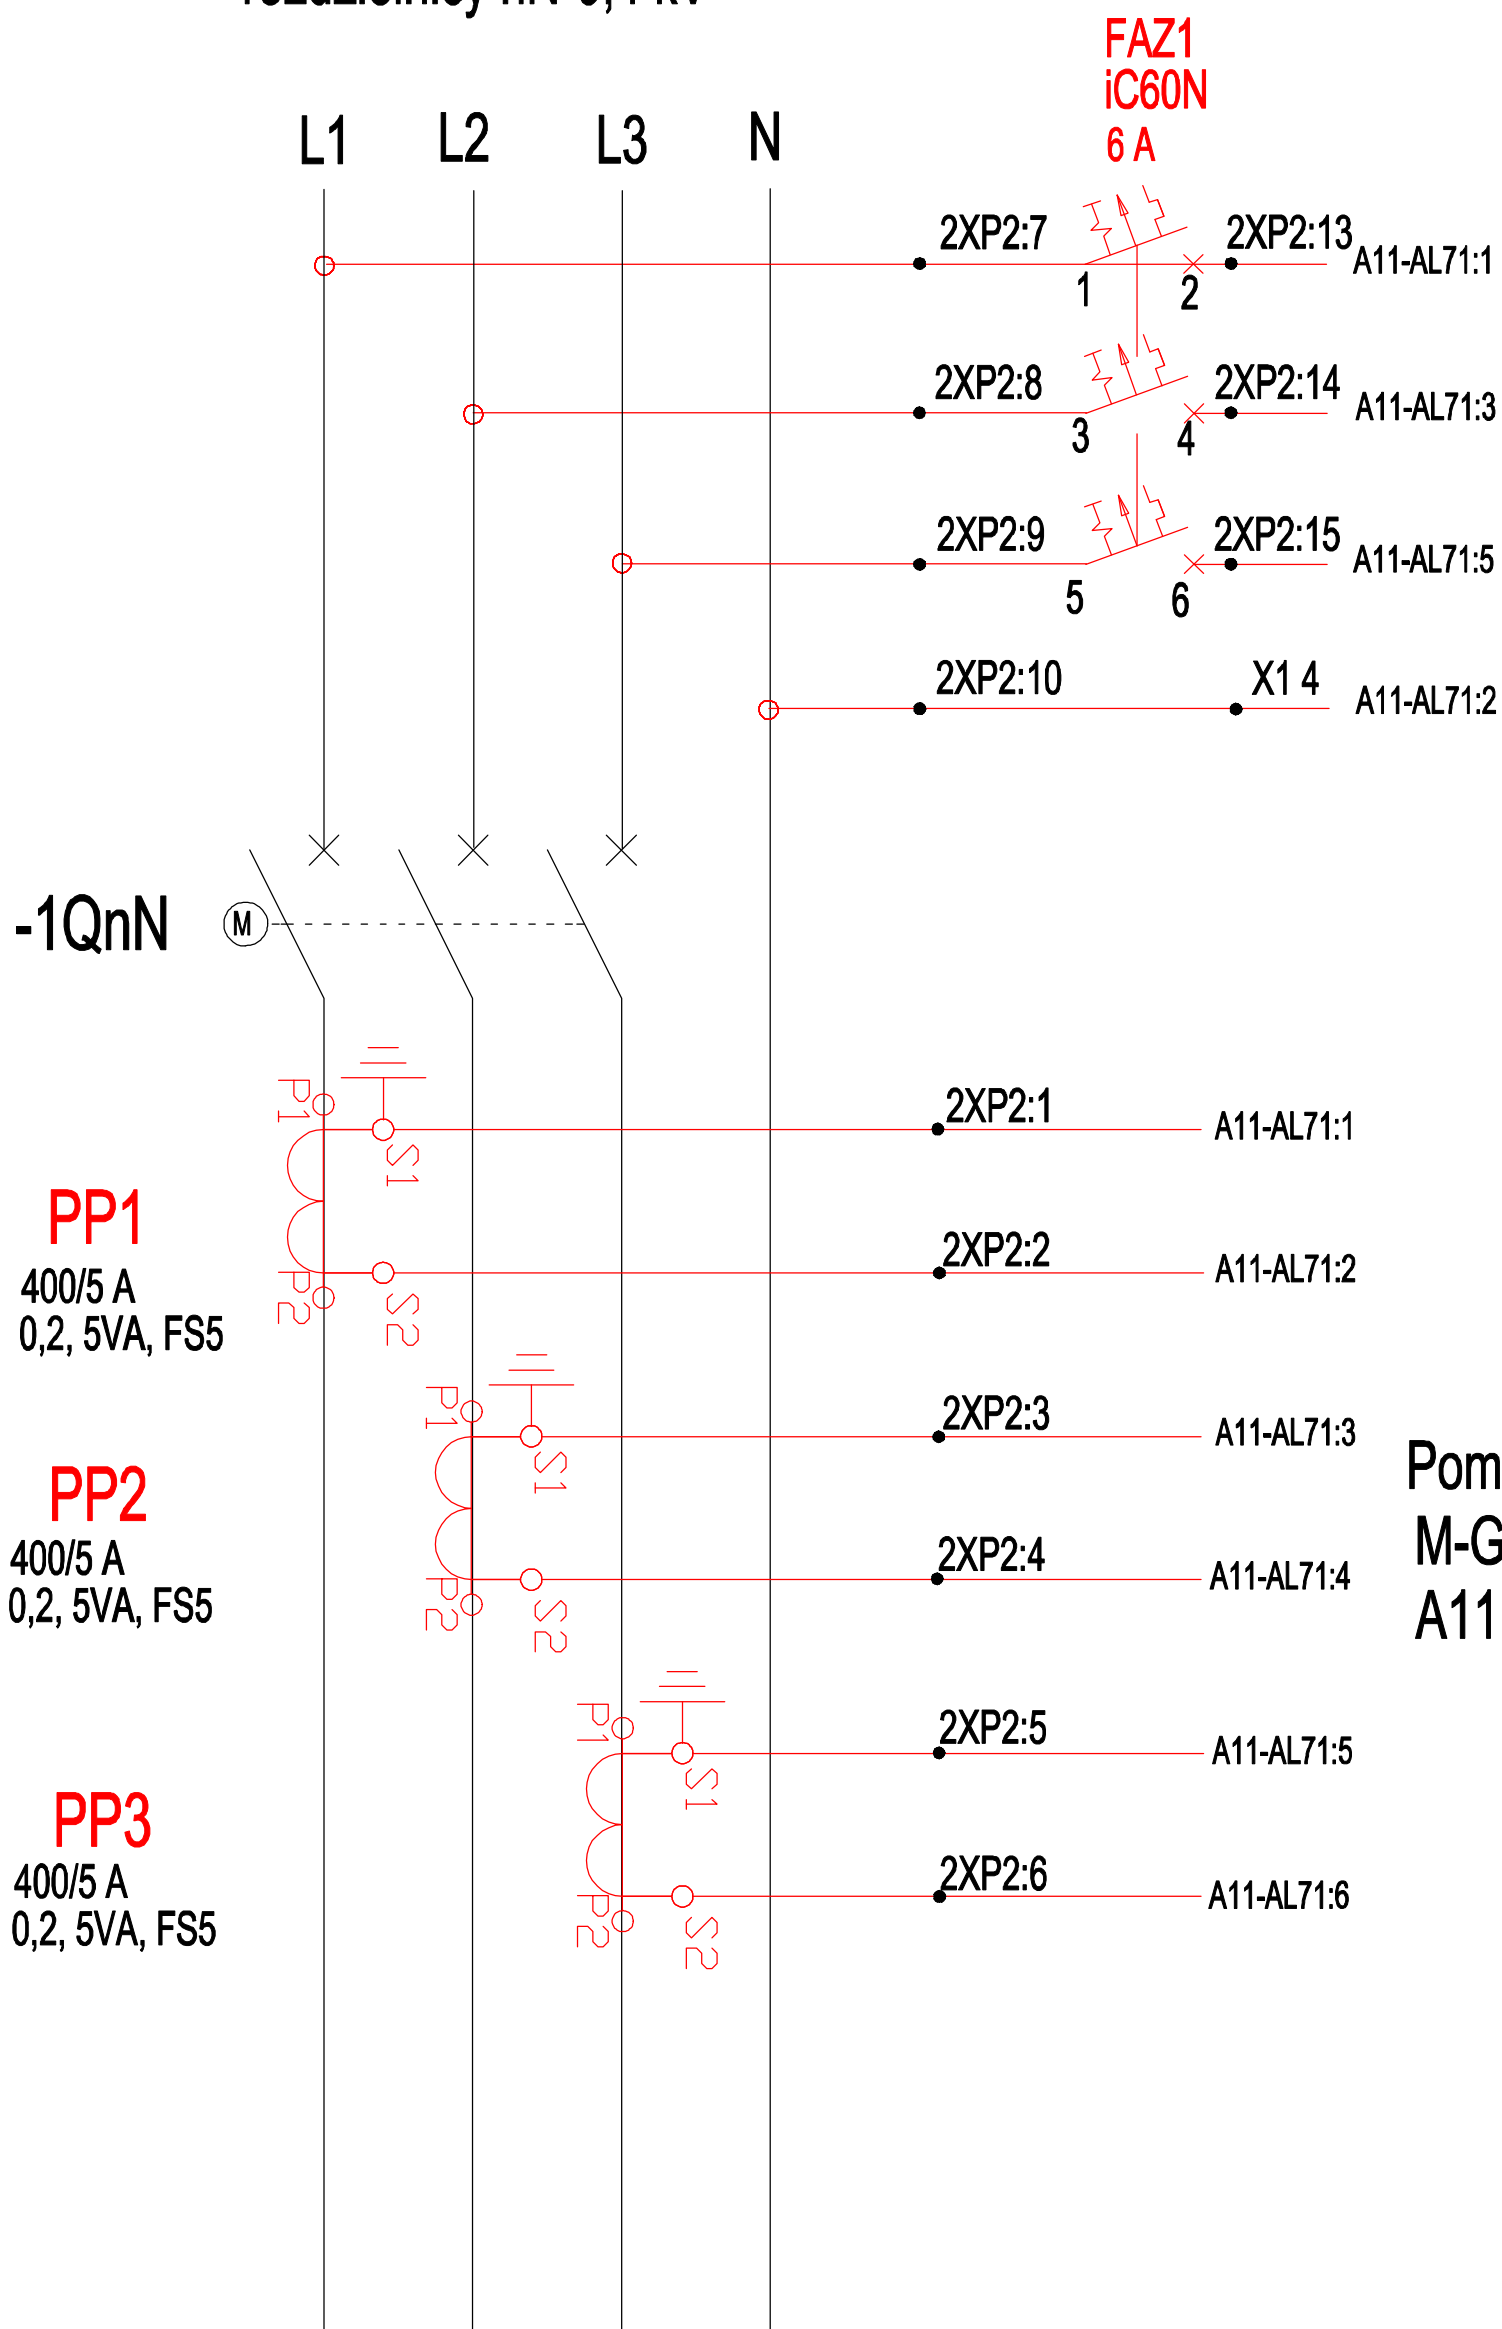 FAZ1
iC60N
6 A
L1 L2 L3 N
2XP2:7 2XP2:13 A11-AL71:1
1 2
2XP2:8 2XP2:14 A11-AL71:3
3 4
2XP2:9 2XP2:15 A11-AL71:5
5 6
2XP2:10 X1 4 A11-AL71:2
-1QnN M
P1 S1 2XP2:1 A11-AL71:1
PP1
400/5 A
0,2, 5VA, FS5
P2 S2 2XP2:2 A11-AL71:2
P1 S1 2XP2:3 A11-AL71:3
PP2
400/5 A
0,2, 5VA, FS5
P2 S2 2XP2:4 A11-AL71:4
Pom
M-G
A11
P1 S1 2XP2:5 A11-AL71:5
PP3
400/5 A
0,2, 5VA, FS5
P2 S2 2XP2:6 A11-AL71:6